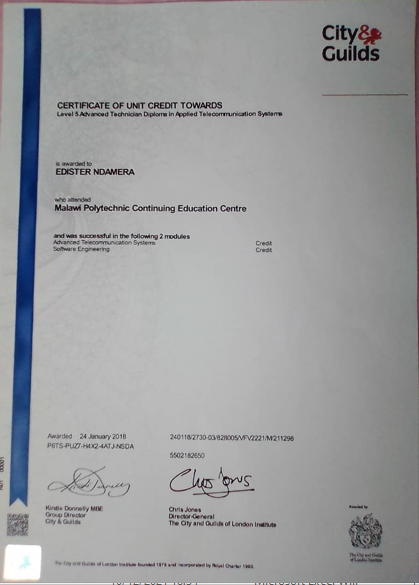 City&
Guilds
CERTIFICATE OF UNIT CREDIT TOWARDS
Level 5 Advanced Technician Diploma in Applied Telecommunication Systems
is awarded to
EDISTER NDAMERA
who attended
Malawi Polytechnic Continuing Education Centre
and was successful in the following 2 modules
Advanced Telecommunication Systems Credit
Software Engineering Credit
Awarded 24 January 2018 240118/2730-03/828005/VFV2221/M/211298
P6TS-PUZ7-H4X2-4ATJ-NSDA
5502182650
Chris Jones
Kirstie Donnelly MBE Chris Jones
Group Director Director-General
City & Guilds The City and Guilds of London Institute
Awarded by
The City and Guilds of
London Institute
The City and Guilds of London Institute founded 1878 and incorporated by Royal Charter 1900.